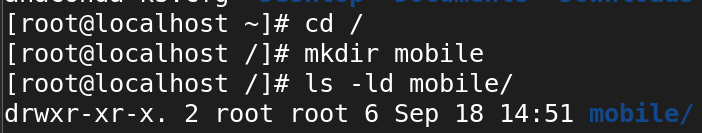 [root@localhost ~]# cd /
[root@localhost /]# mkdir mobile
[root@localhost /]# ls -ld mobile/
drwxr-xr-x. 2 root root 6 Sep 18 14:51 mobile/